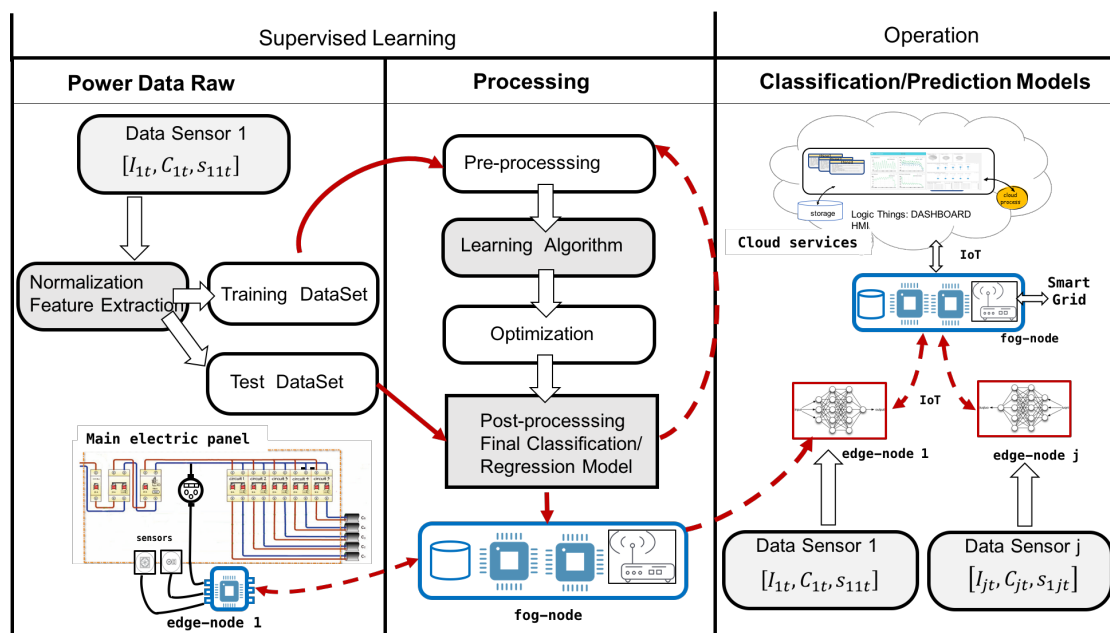 Supervised Learning
Operation
Power Data Raw
Processing
Classification/Prediction Models
Data Sensor 1
[I₁ₜ, C₁ₜ, s₁₁ₜ]
Normalization
Feature Extraction
Training DataSet
Test DataSet
Main electric panel
circuit 1
sensors
edge-node 1
Pre-processsing
Learning Algorithm
Optimization
Post-processsing
Final Classification/
Regression Model
fog-node
storage
cloud
process
Logic Things: DASHBOARD
HMI.
Cloud services
IoT
Smart
Grid
fog-node
IoT
edge-node 1
edge-node j
Data Sensor 1
[I₁ₜ, C₁ₜ, s₁₁ₜ]
Data Sensor j
[Iⱼₜ, Cⱼₜ, s₁ⱼₜ]